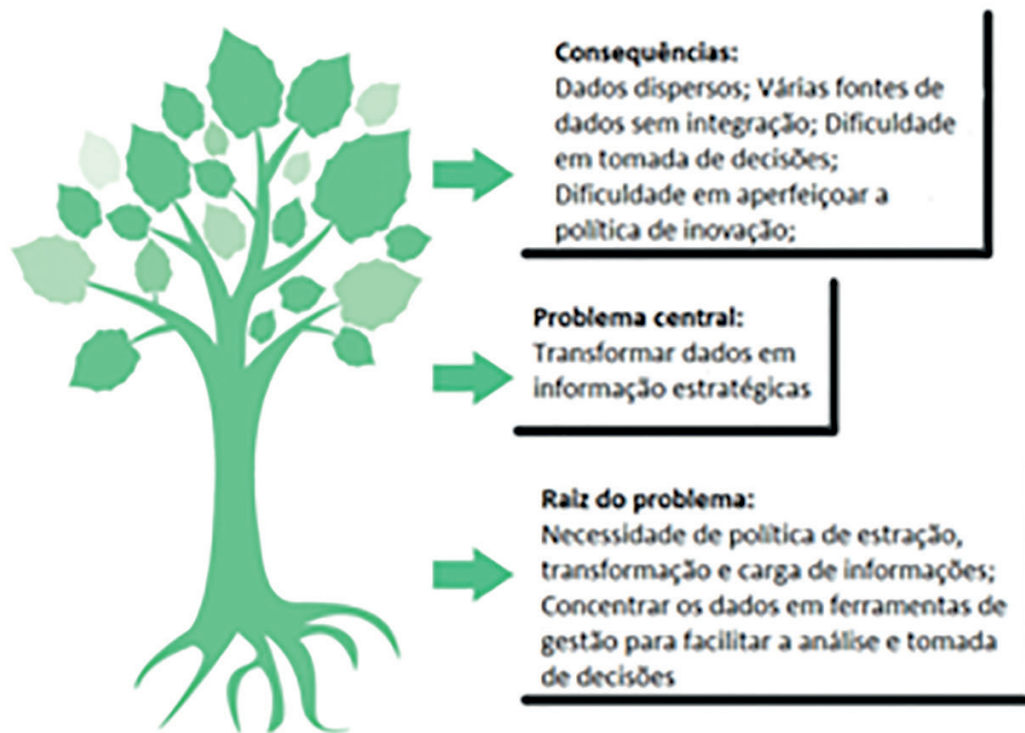 Consequências:
Dados dispersos; Várias fontes de
dados sem integração; Dificuldade
em tomada de decisões;
Dificuldade em aperfeiçoar a
política de inovação;
Problema central:
Transformar dados em
informação estratégicas
Raiz do problema:
Necessidade de política de estração,
transformação e carga de informações;
Concentrar os dados em ferramentas de
gestão para facilitar a análise e tomada
de decisões